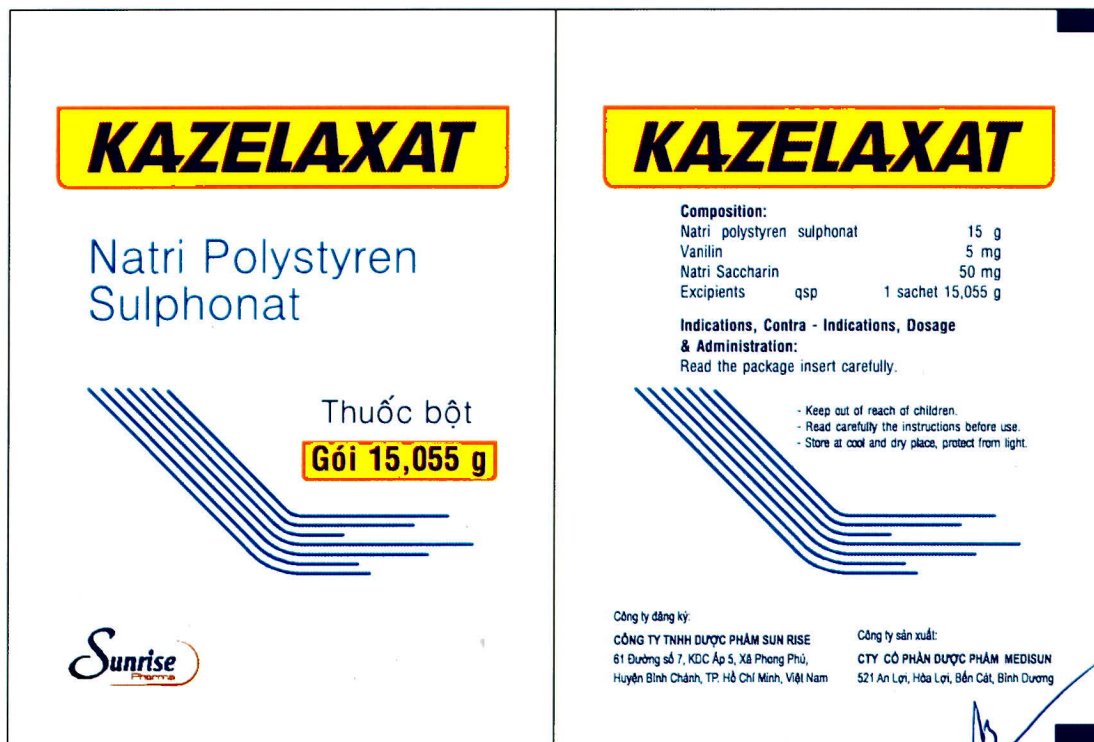 KAZELAXAT
Natri Polystyren
Sulphonat
Thuốc bột
Gói 15,055 g
Sunrise
Pharma
KAZELAXAT
Composition:
Natri polystyren sulphonat 15 g
Vanilin 5 mg
Natri Saccharin 50 mg
Excipients qsp 1 sachet 15,055 g
Indications, Contra - Indications, Dosage
& Administration:
Read the package insert carefully.
- Keep out of reach of children.
- Read carefully the instructions before use.
- Store at cool and dry place, protect from light.
Công ty đăng ký:
CÔNG TY TNHH DƯỢC PHẨM SUN RISE
61 Đường số 7, KDC Ấp 5, Xã Phong Phú,
Huyện Bình Chánh, TP. Hồ Chí Minh, Việt Nam
Công ty sản xuất:
CTY CỔ PHẦN DƯỢC PHẨM MEDISUN
521 An Lợi, Hòa Lợi, Bến Cát, Bình Dương